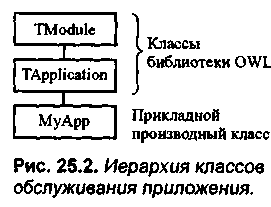 TModule
TApplication
Классы
библиотеки OWL
MyApp
Прикладной
производный класс
Рис. 25.2. Иерархия классов
обслуживания приложения.